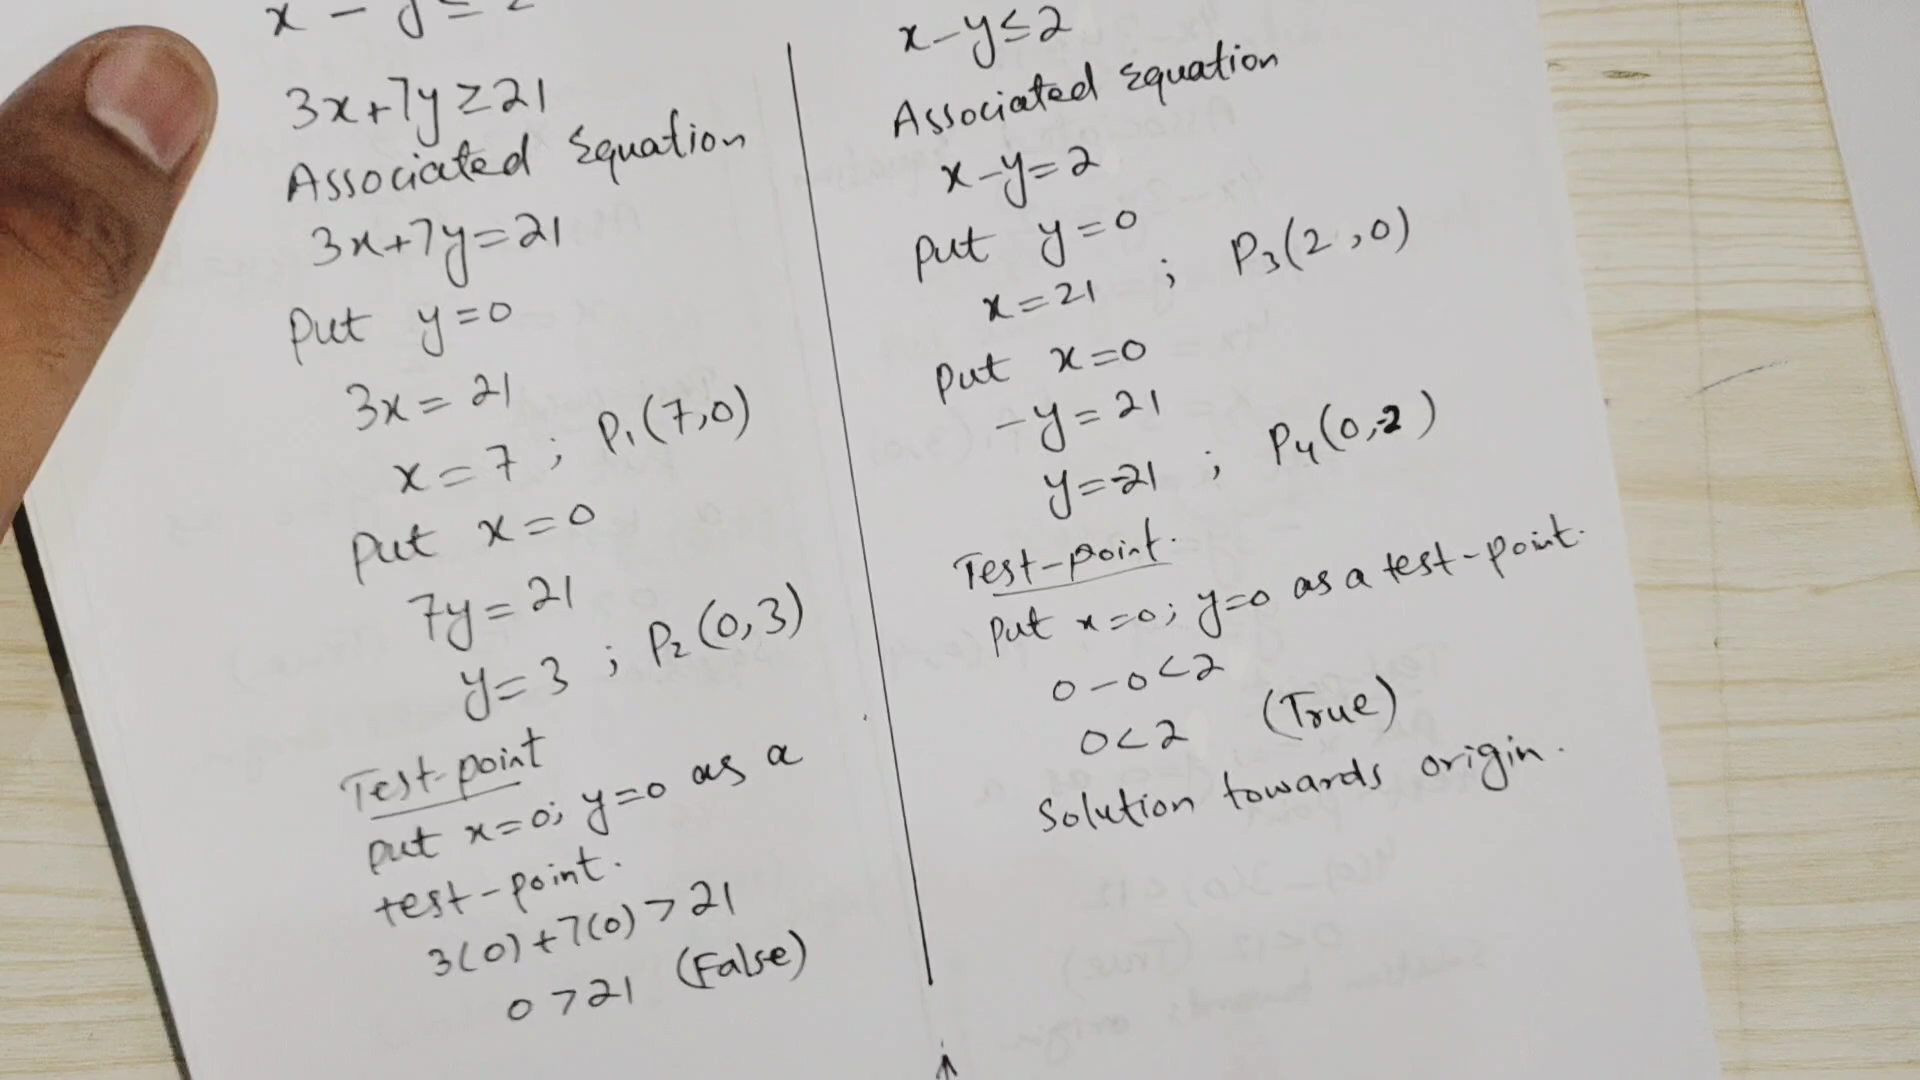 3x+7y≥21
Associated Equation
3x+7y=21
Put y=0
3x=21
x=7 ; P₁(7,0)
Put x=0
7y=21
y=3 ; P₂(0,3)
Test-point
put x=0; y=0 as a
test-point.
3(0)+7(0)>21
0>21 (False)
x-y≤2
Associated Equation
x-y=2
Put y=0
x=21 ; P₃(2,0)
Put x=0
-y=21
y=-21 ; P₄(0,-2)
Test-point.
Put x=0; y=0 as a test-point.
0-0<2
0<2 (True)
Solution towards origin.